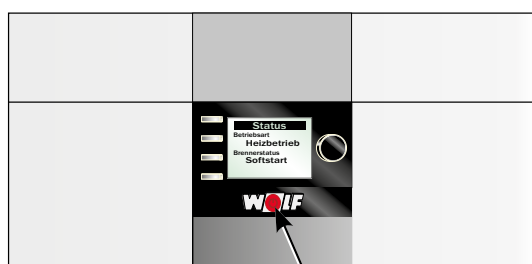 Status
Betriebsart
Heizbetrieb
Brennerstatus
Softstart
WOLF